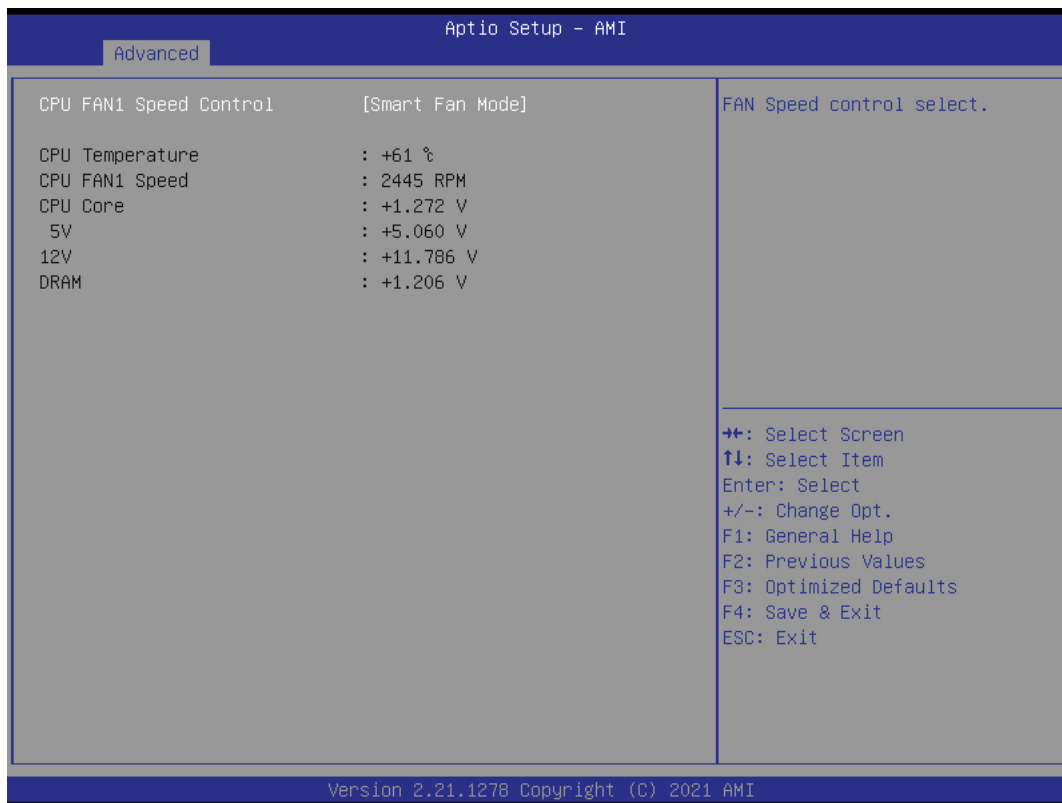 Aptio Setup – AMI
Advanced
CPU FAN1 Speed Control [Smart Fan Mode]
CPU Temperature : +61 ℃
CPU FAN1 Speed : 2445 RPM
CPU Core : +1.272 V
5V : +5.060 V
12V : +11.786 V
DRAM : +1.206 V
FAN Speed control select.
→←: Select Screen
↑↓: Select Item
Enter: Select
+/-: Change Opt.
F1: General Help
F2: Previous Values
F3: Optimized Defaults
F4: Save & Exit
ESC: Exit
Version 2.21.1278 Copyright (C) 2021 AMI